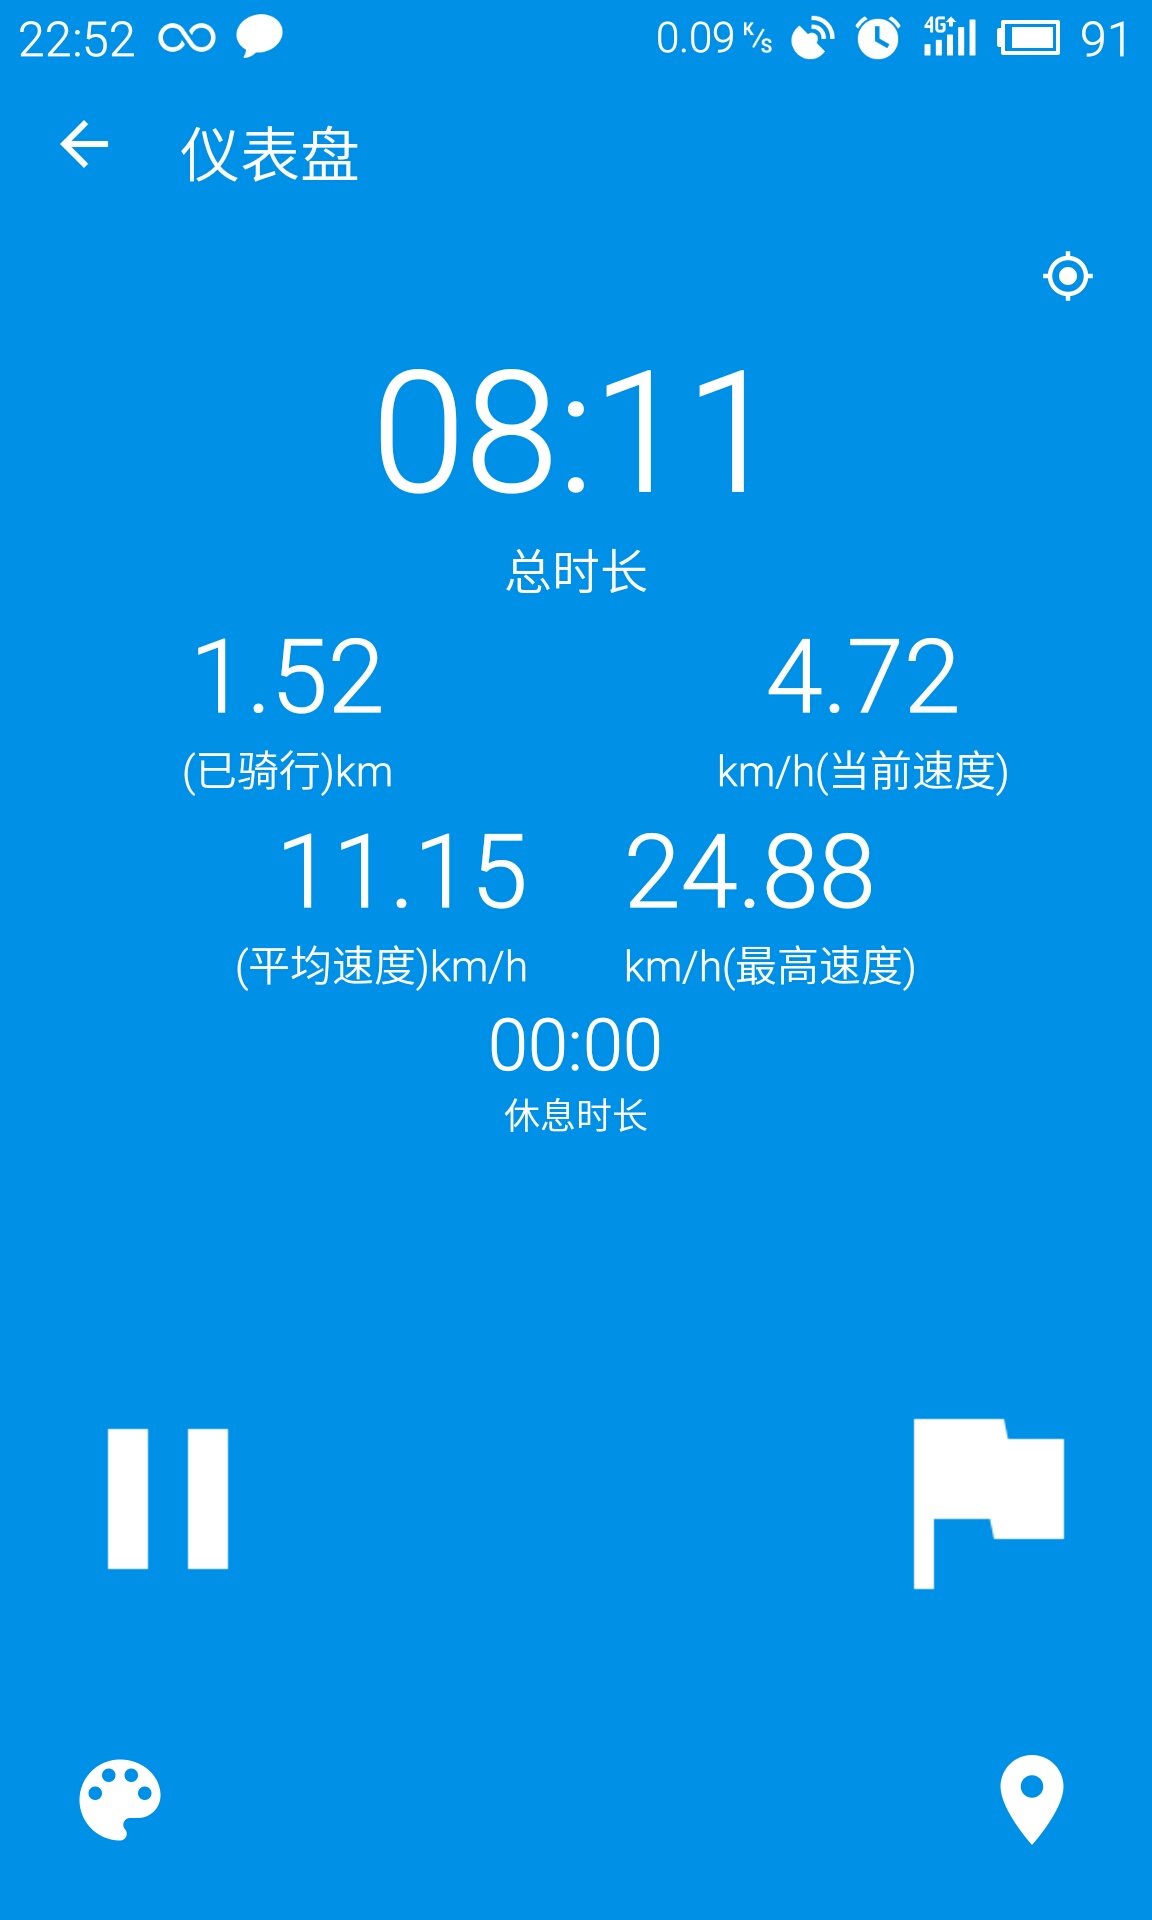 22:52 0.09 K/s 4G 91
仪表盘
08:11
总时长
1.52 4.72
(已骑行)km km/h(当前速度)
11.15 24.88
(平均速度)km/h km/h(最高速度)
00:00
休息时长